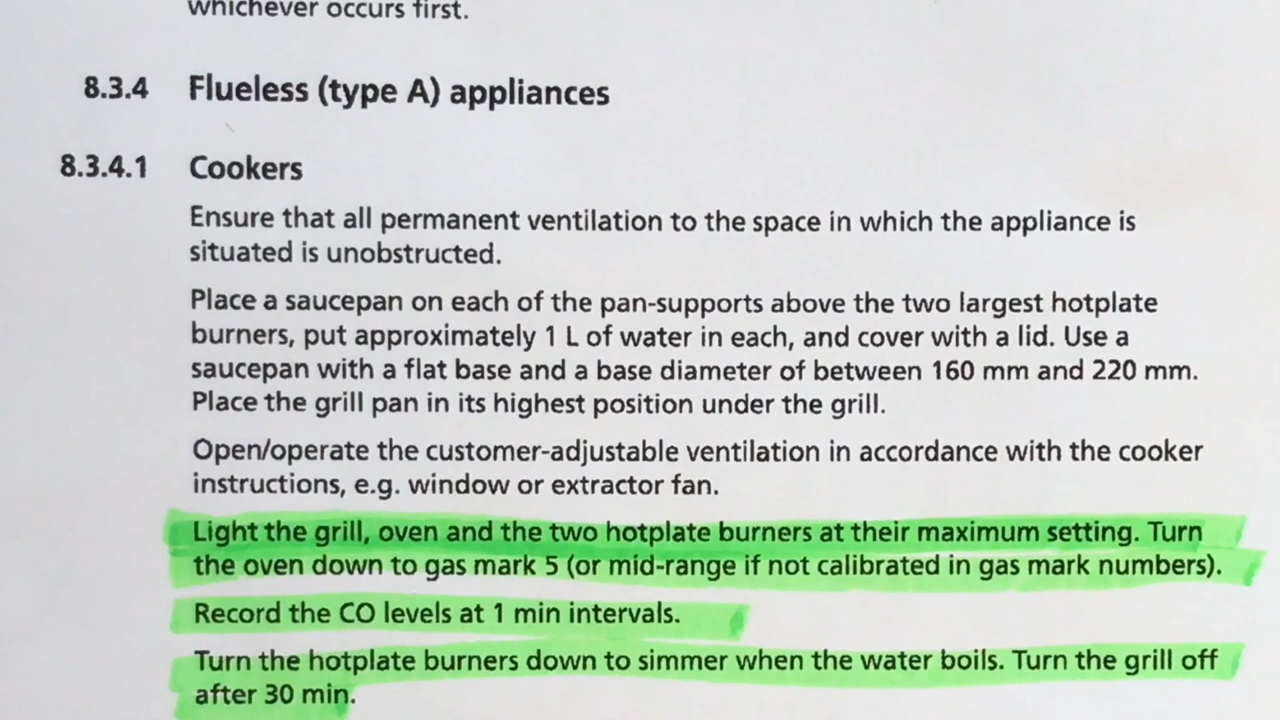 whichever occurs first.
8.3.4 Flueless (type A) appliances
8.3.4.1 Cookers
Ensure that all permanent ventilation to the space in which the appliance is
situated is unobstructed.
Place a saucepan on each of the pan-supports above the two largest hotplate
burners, put approximately 1 L of water in each, and cover with a lid. Use a
saucepan with a flat base and a base diameter of between 160 mm and 220 mm.
Place the grill pan in its highest position under the grill.
Open/operate the customer-adjustable ventilation in accordance with the cooker
instructions, e.g. window or extractor fan.
Light the grill, oven and the two hotplate burners at their maximum setting. Turn
the oven down to gas mark 5 (or mid-range if not calibrated in gas mark numbers).
Record the CO levels at 1 min intervals.
Turn the hotplate burners down to simmer when the water boils. Turn the grill off
after 30 min.